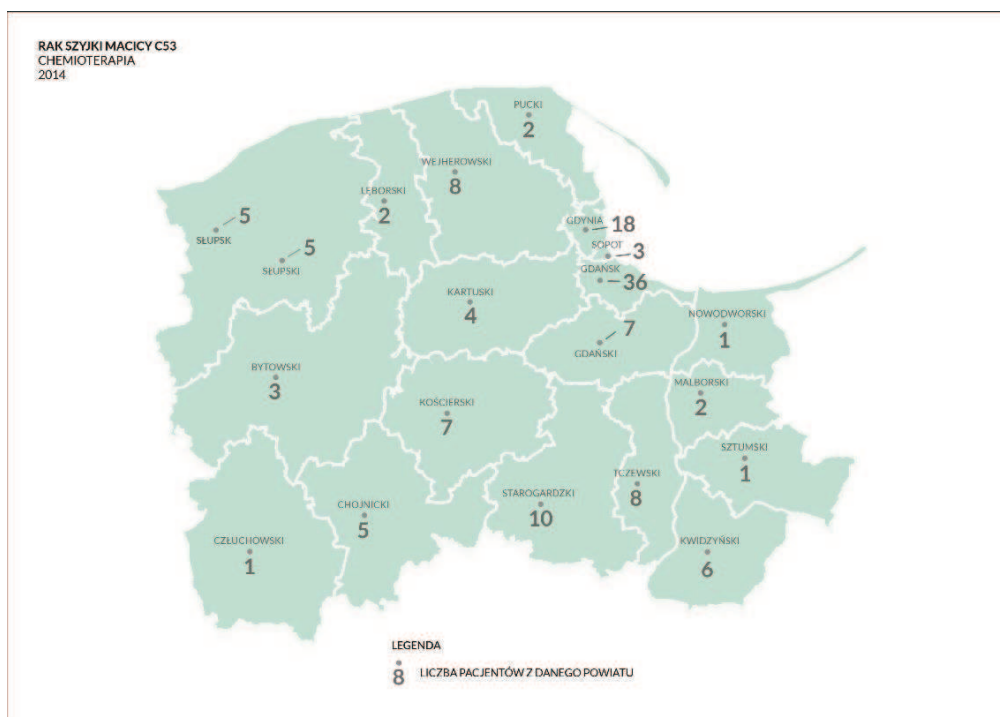 RAK SZYJKI MACICY C53
CHEMIOTERAPIA
2014
PUCKI
2
WEJHEROWSKI
8
LĘBORSKI
2
5
SŁUPSK
5
SŁUPSKI
GDYNIA
18
SOPOT
3
GDAŃSK
36
KARTUSKI
4
7
GDAŃSKI
NOWODWORSKI
1
BYTOWSKI
3
MALBORSKI
2
KOŚCIERSKI
7
SZTUMSKI
1
TCZEWSKI
8
STAROGARDZKI
10
CHOJNICKI
5
CZŁUCHOWSKI
1
KWIDZYŃSKI
6
LEGENDA
8 LICZBA PACJENTÓW Z DANEGO POWIATU